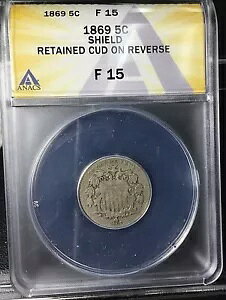 1869 5C F 15
ANACS
1869 5C
SHIELD
RETAINED CUD ON REVERSE
F 15